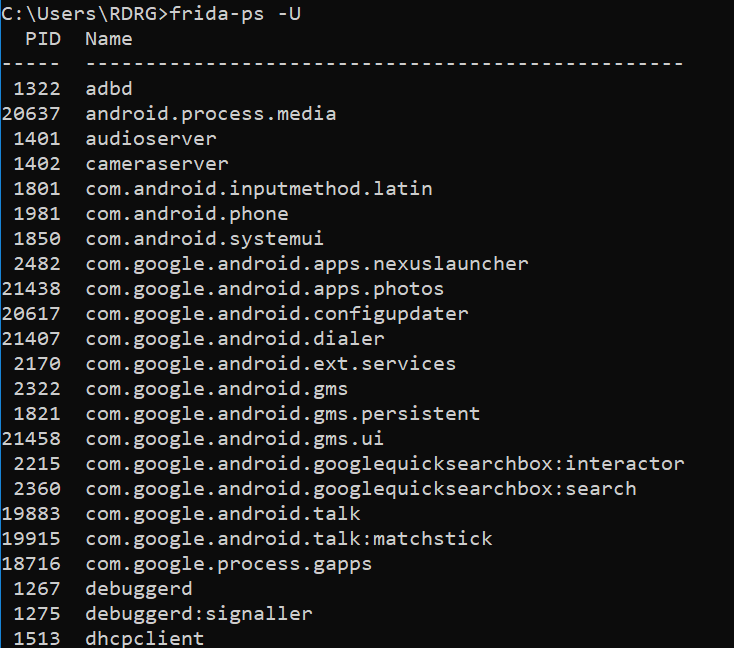 C:\Users\RDRG>frida-ps -U
  PID  Name
-----  --------------------------------------------------
 1322  adbd
20637  android.process.media
 1401  audioserver
 1402  cameraserver
 1801  com.android.inputmethod.latin
 1981  com.android.phone
 1850  com.android.systemui
 2482  com.google.android.apps.nexuslauncher
21438  com.google.android.apps.photos
20617  com.google.android.configupdater
21407  com.google.android.dialer
 2170  com.google.android.ext.services
 2322  com.google.android.gms
 1821  com.google.android.gms.persistent
21458  com.google.android.gms.ui
 2215  com.google.android.googlequicksearchbox:interactor
 2360  com.google.android.googlequicksearchbox:search
19883  com.google.android.talk
19915  com.google.android.talk:matchstick
18716  com.google.process.gapps
 1267  debuggerd
 1275  debuggerd:signaller
 1513  dhcpclient